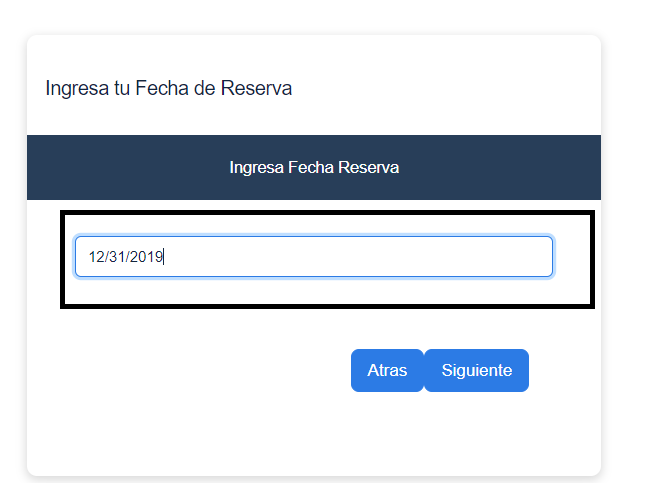 Ingresa tu Fecha de Reserva
Ingresa Fecha Reserva
12/31/2019
Atras Siguiente